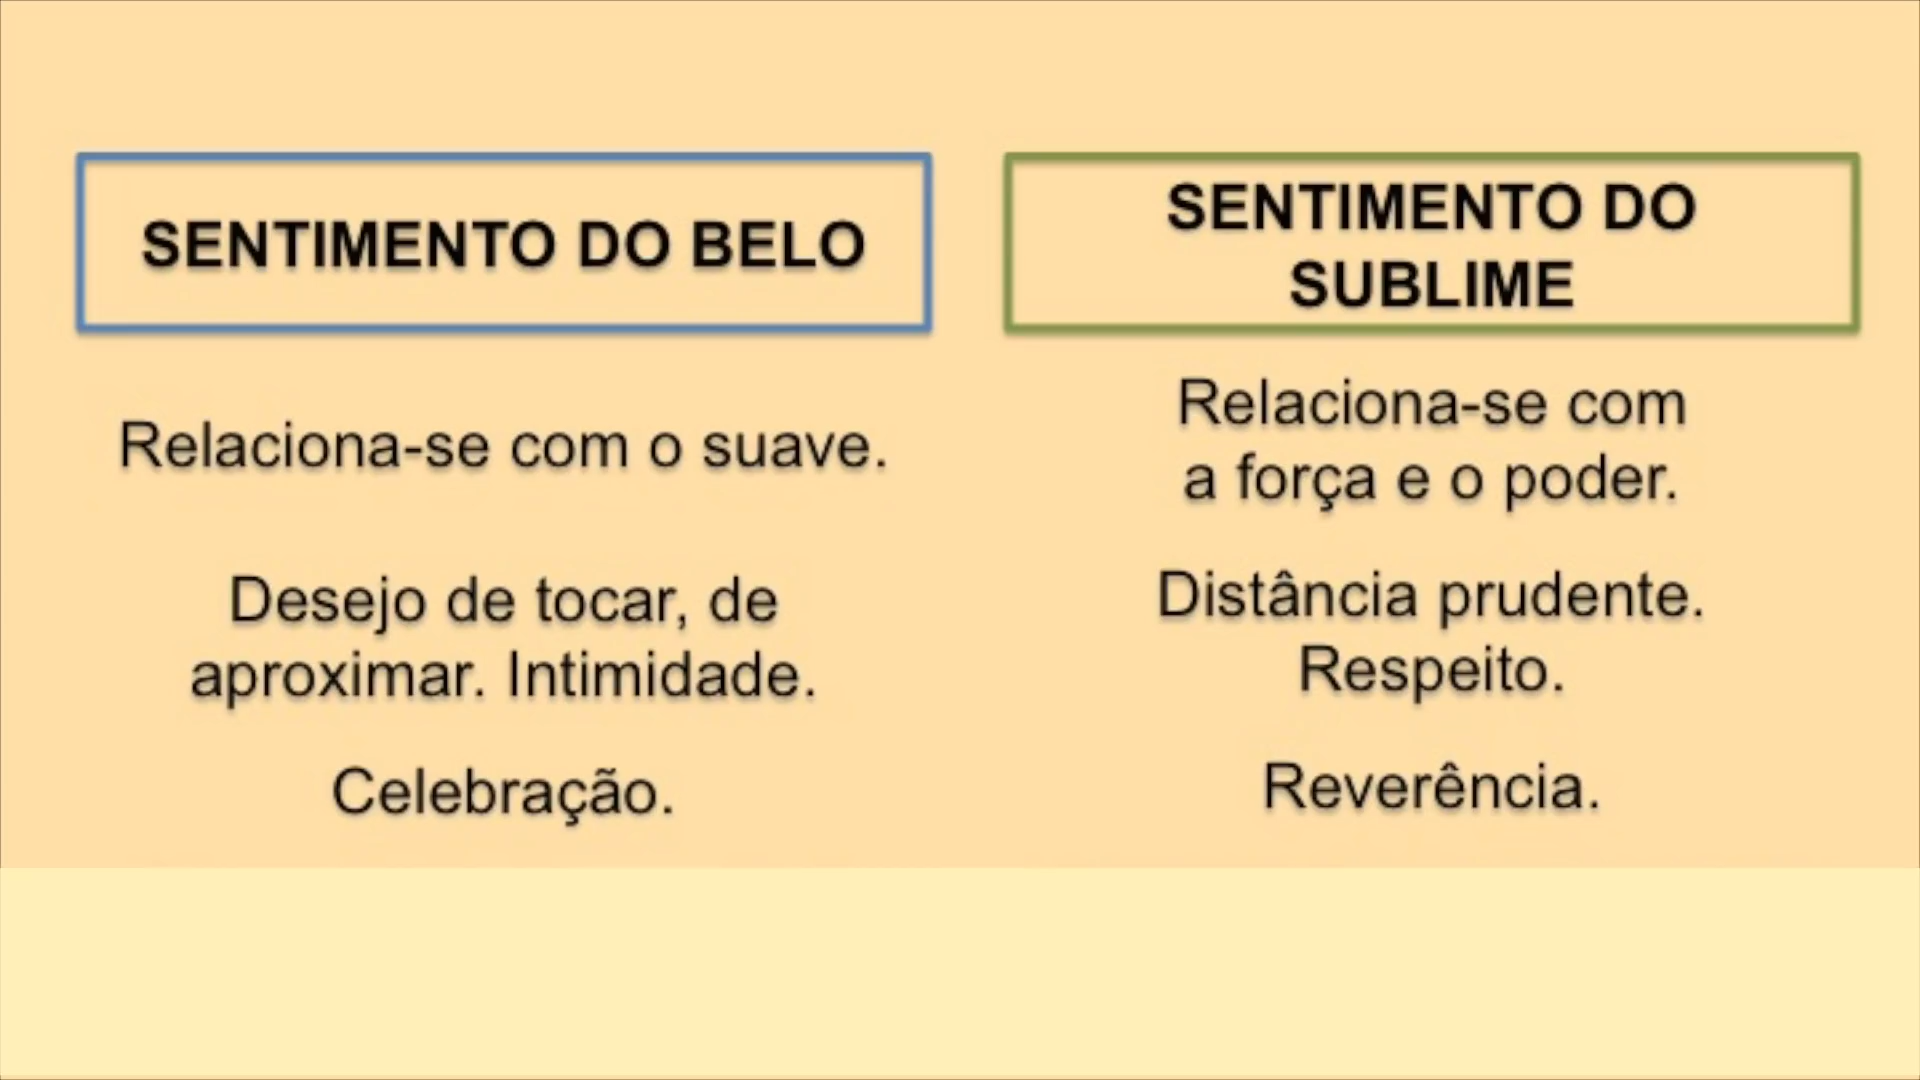 SENTIMENTO DO BELO
Relaciona-se com o suave.
Desejo de tocar, de
aproximar. Intimidade.
Celebração.
SENTIMENTO DO
SUBLIME
Relaciona-se com
a força e o poder.
Distância prudente.
Respeito.
Reverência.